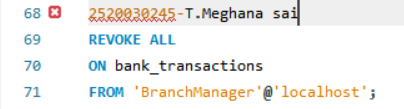 68 2520030245-T.Meghana sai
69 REVOKE ALL
70 ON bank_transactions
71 FROM 'BranchManager'@'localhost';